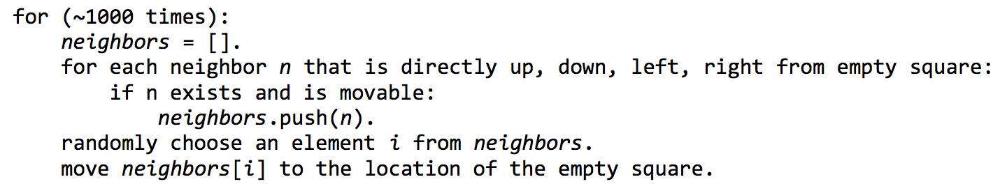 for (~1000 times):
neighbors = [].
for each neighbor n that is directly up, down, left, right from empty square:
if n exists and is movable:
neighbors.push(n).
randomly choose an element i from neighbors.
move neighbors[i] to the location of the empty square.